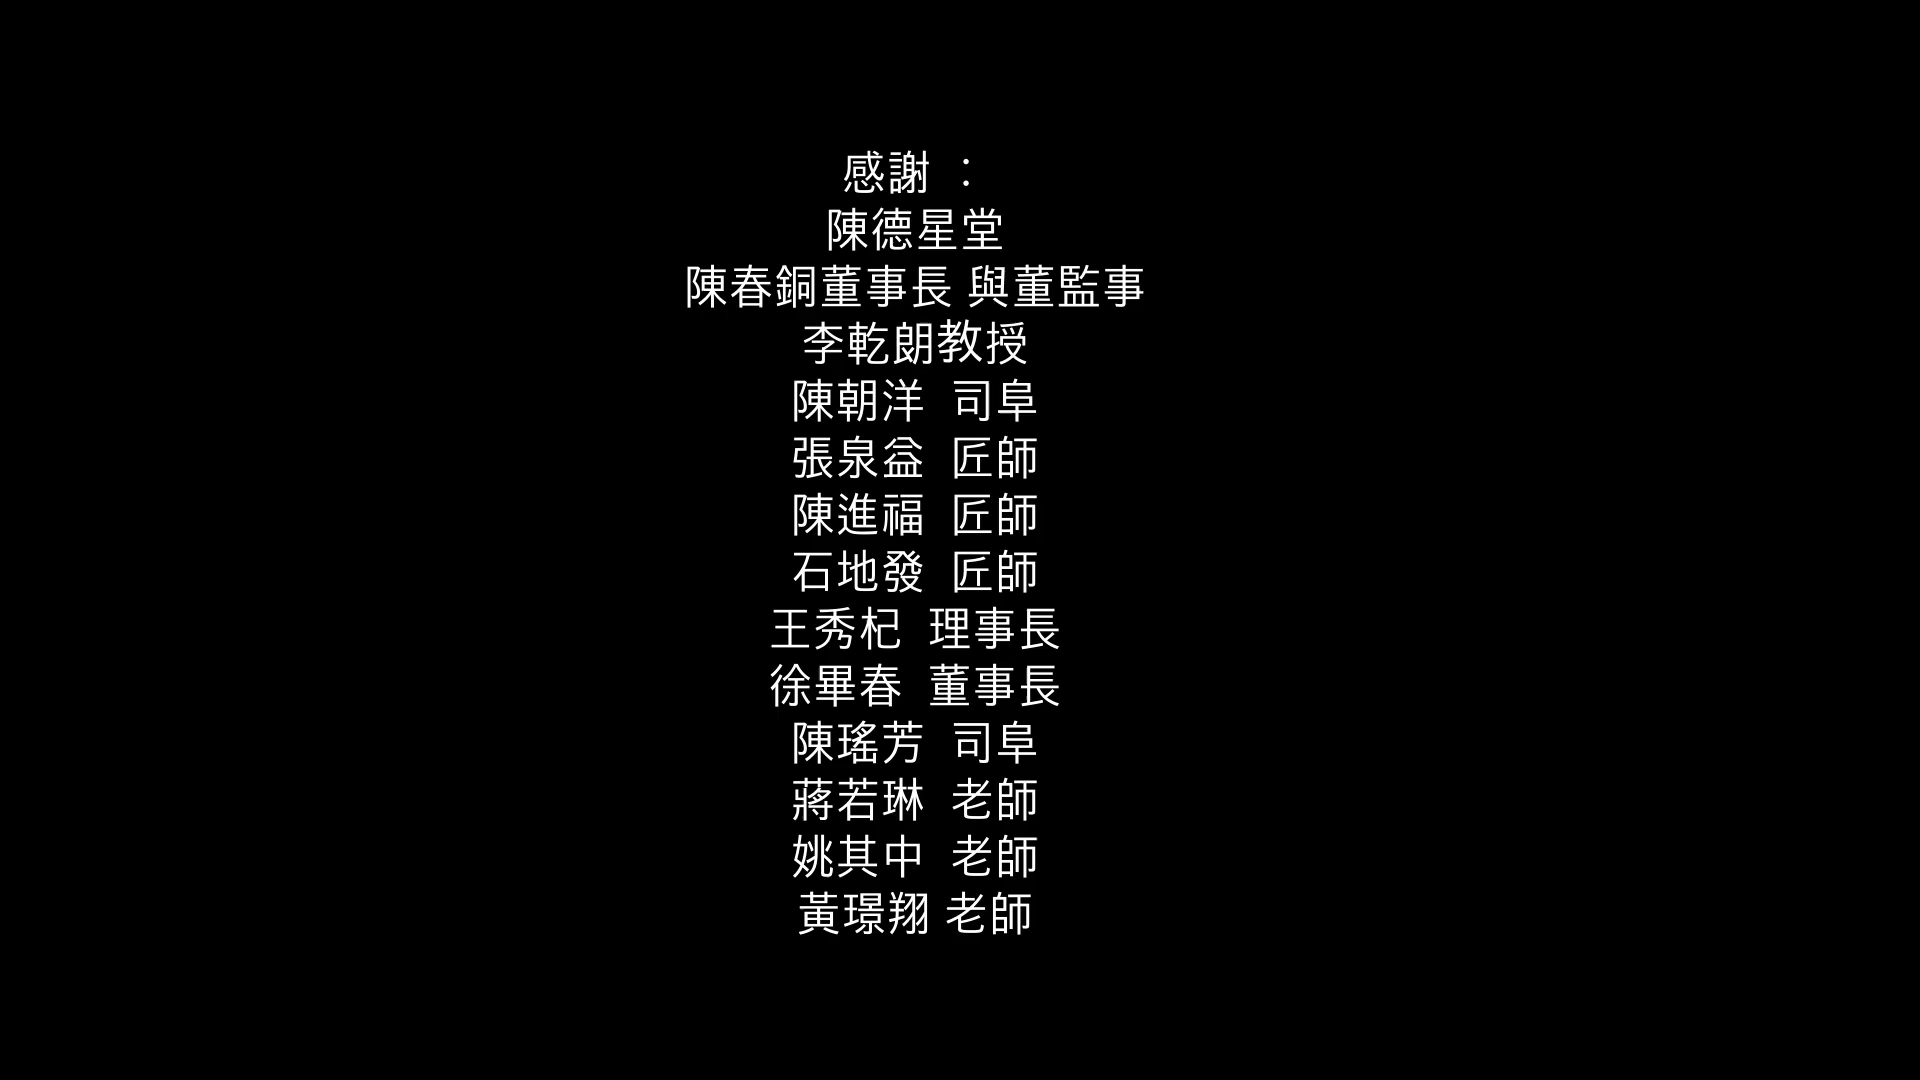 感謝 ：
陳德星堂
陳春銅董事長 與董監事
李乾朗教授
陳朝洋 司阜
張泉益 匠師
陳進福 匠師
石地發 匠師
王秀杞 理事長
徐畢春 董事長
陳瑤芳 司阜
蔣若琳 老師
姚其中 老師
黃璟翔 老師